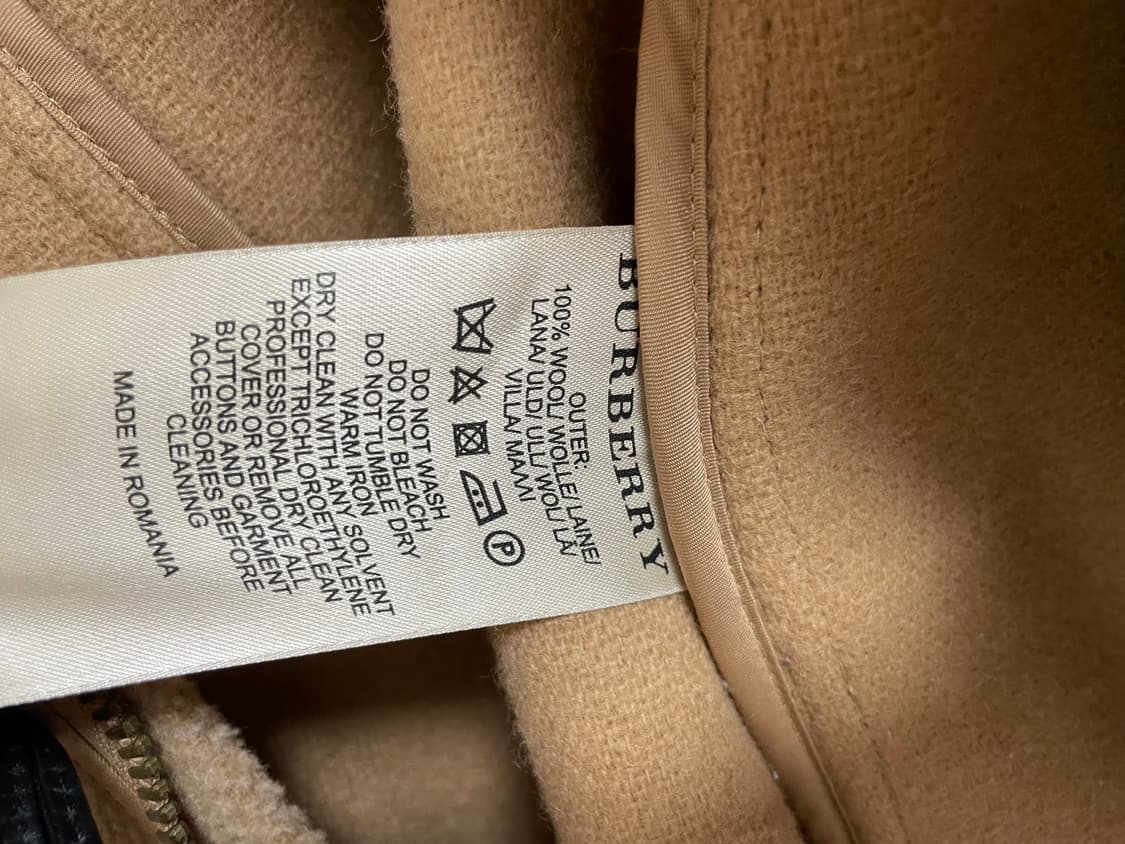 BURBERRY
OUTER:
100% WOOL/ WOLLE/ LAINE/
LANA/ ULD/ ULL/ WOL/ LÃ/
VILLA/ ΜΑΛΛΙ
P
DO NOT WASH
DO NOT BLEACH
DO NOT TUMBLE DRY
WARM IRON
DRY CLEAN WITH ANY SOLVENT
EXCEPT TRICHLOROETHYLENE
PROFESSIONAL DRY CLEAN
COVER OR REMOVE ALL
BUTTONS AND GARMENT
ACCESSORIES BEFORE
CLEANING
MADE IN ROMANIA